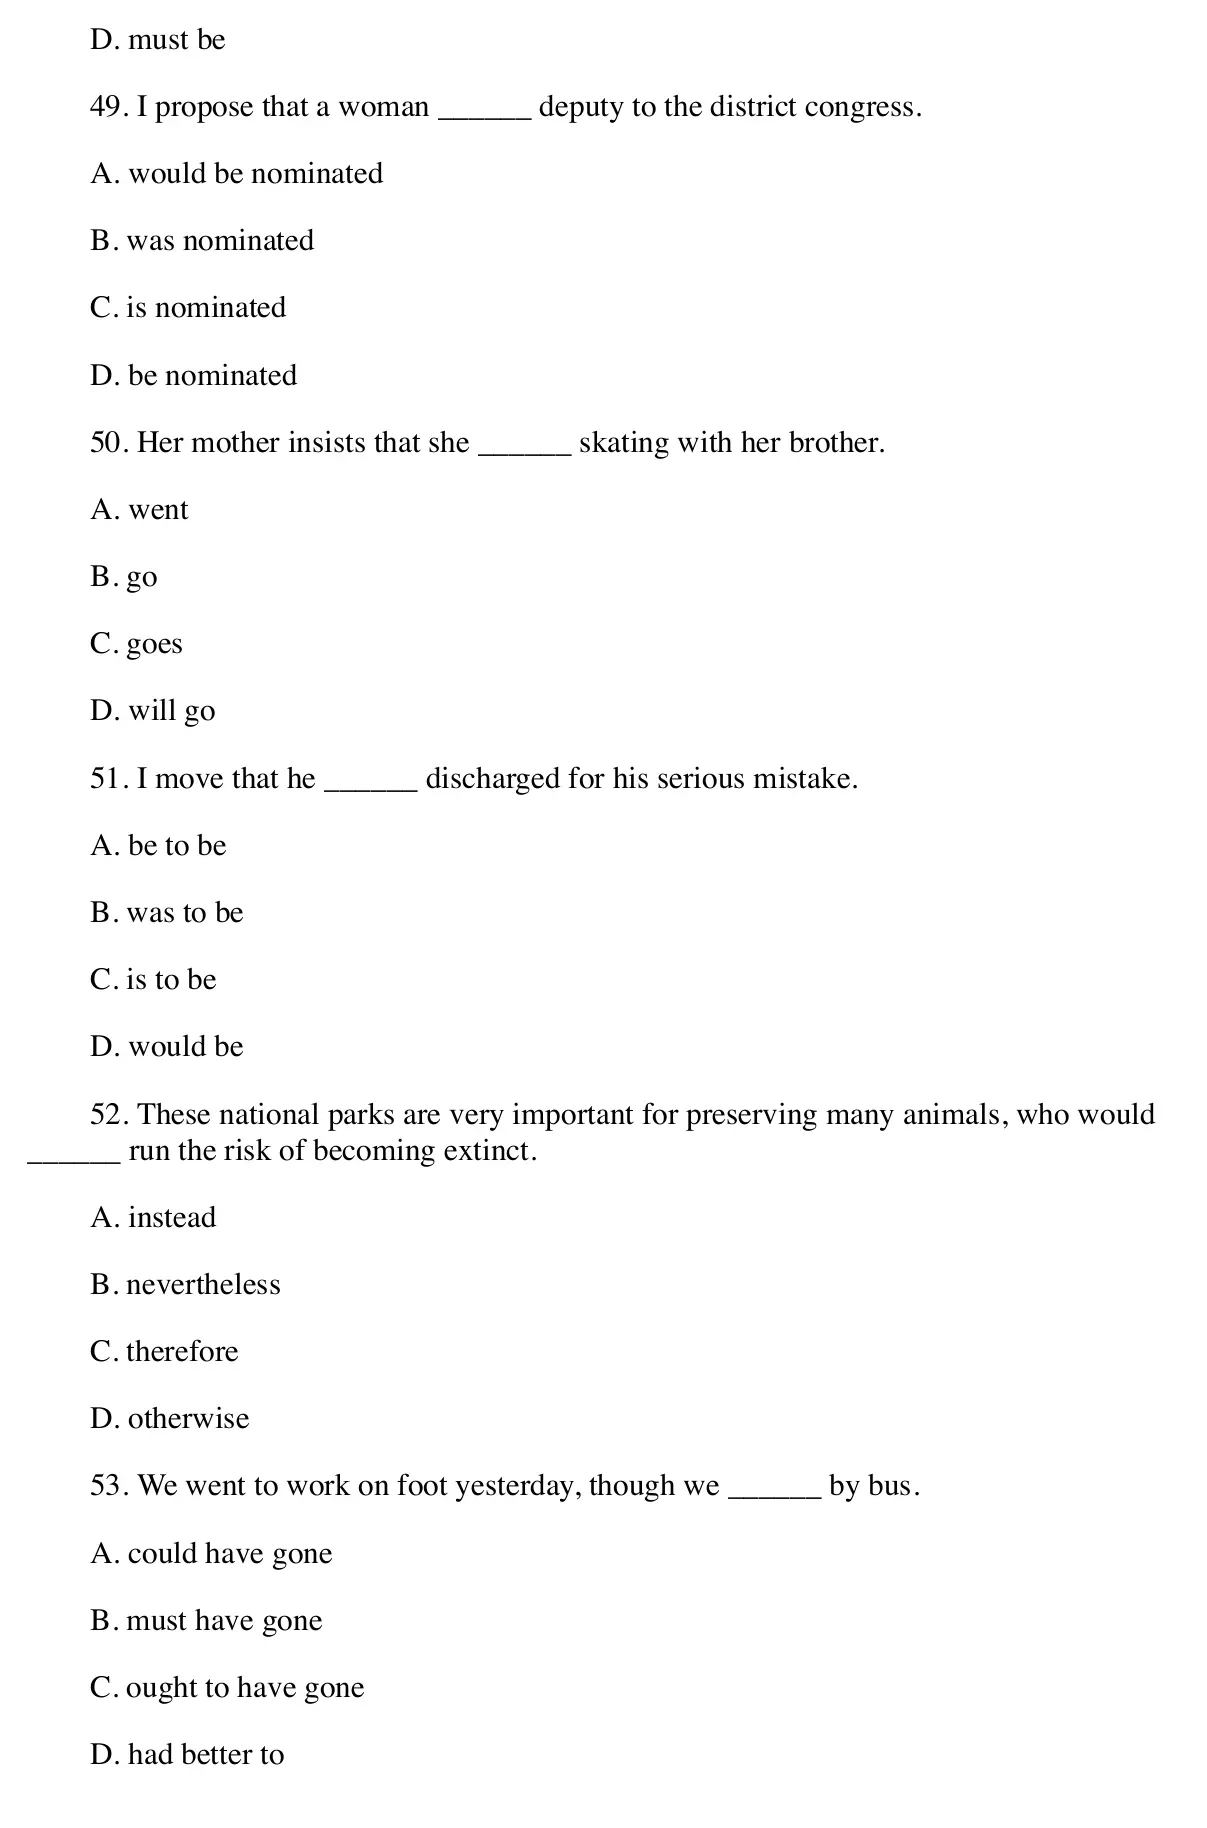 D. must be
49. I propose that a woman ______ deputy to the district congress.
A. would be nominated
B. was nominated
C. is nominated
D. be nominated
50. Her mother insists that she ______ skating with her brother.
A. went
B. go
C. goes
D. will go
51. I move that he ______ discharged for his serious mistake.
A. be to be
B. was to be
C. is to be
D. would be
52. These national parks are very important for preserving many animals, who would
______ run the risk of becoming extinct.
A. instead
B. nevertheless
C. therefore
D. otherwise
53. We went to work on foot yesterday, though we ______ by bus.
A. could have gone
B. must have gone
C. ought to have gone
D. had better to